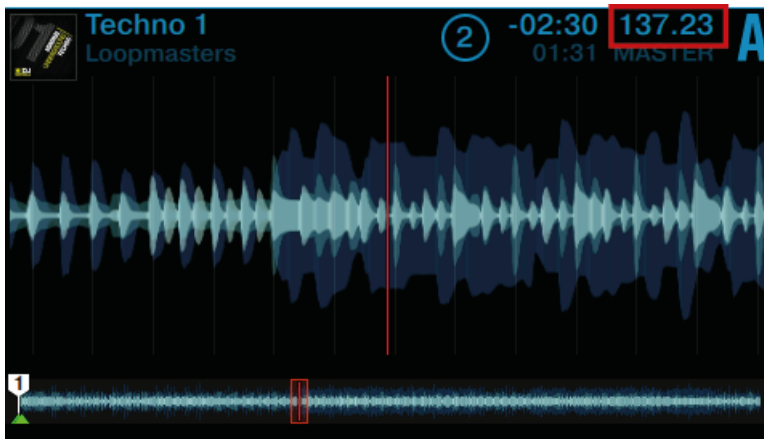 Techno 1
Loopmasters
2
-02:30
137.23
01:31
MASTER
A
1